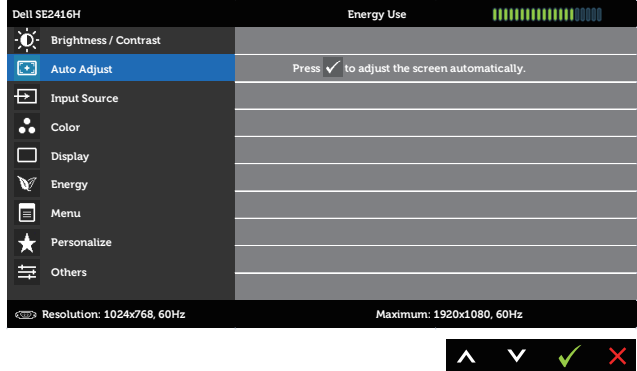 Dell SE2416H Energy Use
Brightness / Contrast
Auto Adjust Press to adjust the screen automatically.
Input Source
Color
Display
Energy
Menu
Personalize
Others
Resolution: 1024x768, 60Hz Maximum: 1920x1080, 60Hz